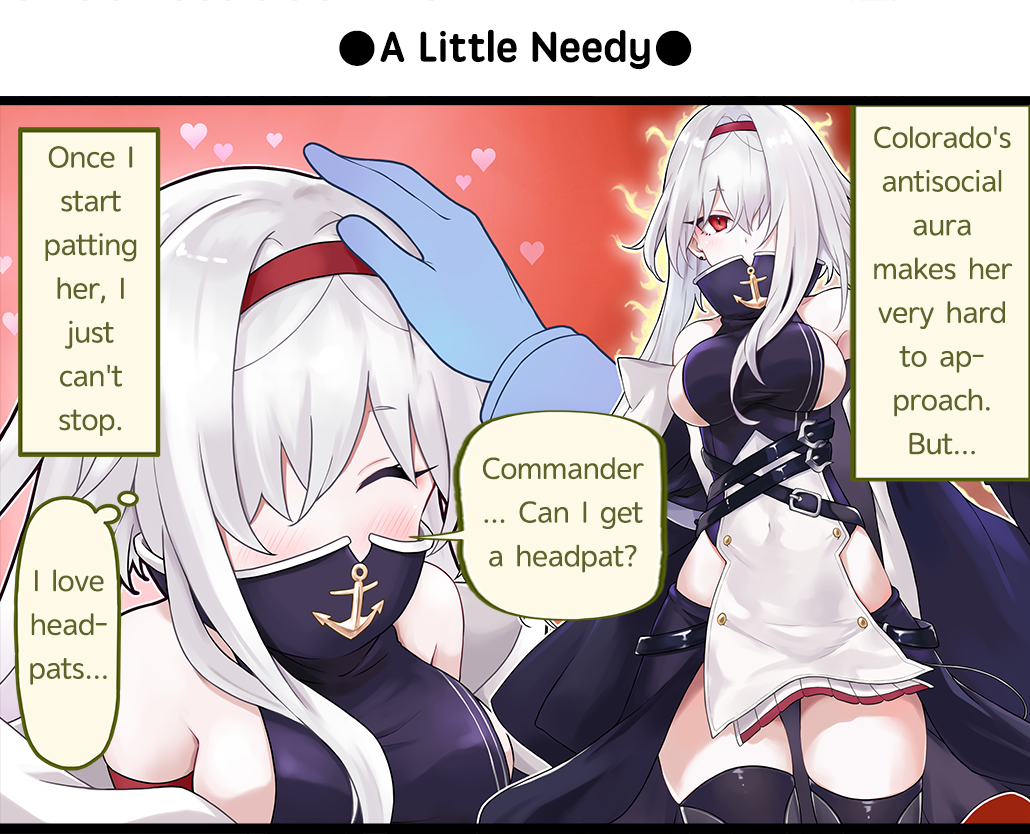 ●A Little Needy●
Colorado's
antisocial
aura
makes her
very hard
to ap-
proach.
But...
Once I
start
patting
her, I
just
can't
stop.
Commander
... Can I get
a headpat?
I love
head-
pats...